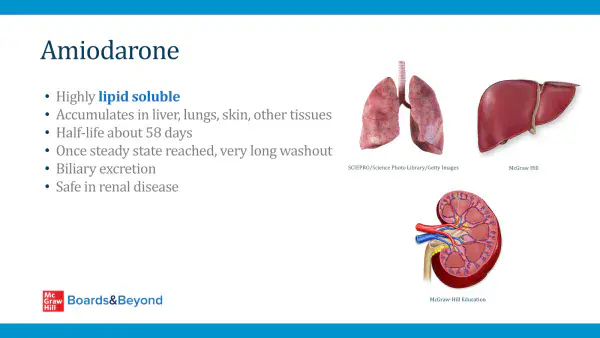 Amiodarone
• Highly lipid soluble
• Accumulates in liver, lungs, skin, other tissues
• Half-life about 58 days
• Once steady state reached, very long washout
• Biliary excretion
• Safe in renal disease
SCIEPRO/Science Photo Library/Getty Images
McGraw Hill
McGraw-Hill Education
Mc
Graw
Hill
Boards&Beyond